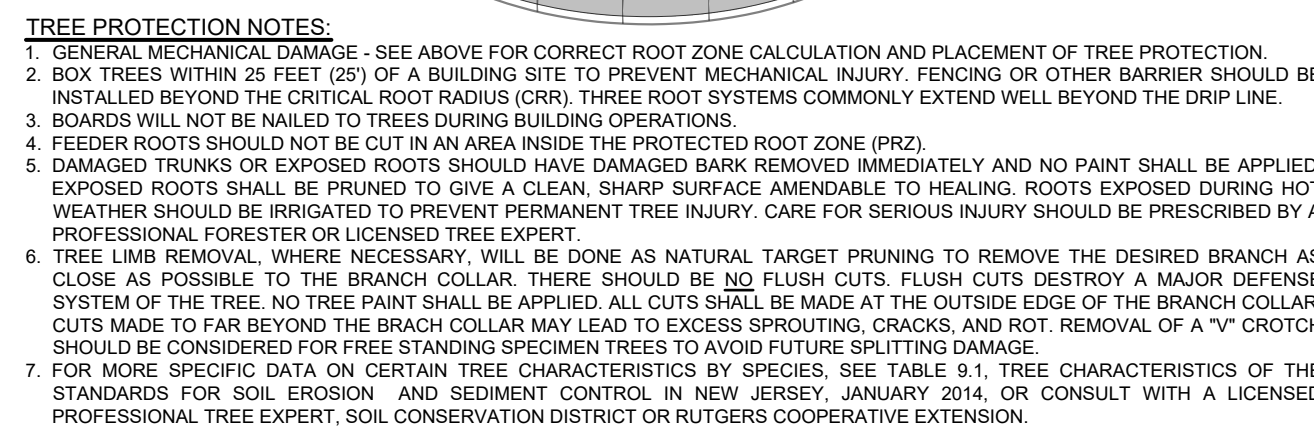 TREE PROTECTION NOTES:
1. GENERAL MECHANICAL DAMAGE - SEE ABOVE FOR CORRECT ROOT ZONE CALCULATION AND PLACEMENT OF TREE PROTECTION.
2. BOX TREES WITHIN 25 FEET (25') OF A BUILDING SITE TO PREVENT MECHANICAL INJURY. FENCING OR OTHER BARRIER SHOULD BE
INSTALLED BEYOND THE CRITICAL ROOT RADIUS (CRR). THREE ROOT SYSTEMS COMMONLY EXTEND WELL BEYOND THE DRIP LINE.
3. BOARDS WILL NOT BE NAILED TO TREES DURING BUILDING OPERATIONS.
4. FEEDER ROOTS SHOULD NOT BE CUT IN AN AREA INSIDE THE PROTECTED ROOT ZONE (PRZ).
5. DAMAGED TRUNKS OR EXPOSED ROOTS SHOULD HAVE DAMAGED BARK REMOVED IMMEDIATELY AND NO PAINT SHALL BE APPLIED.
EXPOSED ROOTS SHALL BE PRUNED TO GIVE A CLEAN, SHARP SURFACE AMENDABLE TO HEALING. ROOTS EXPOSED DURING HOT
WEATHER SHOULD BE IRRIGATED TO PREVENT PERMANENT TREE INJURY. CARE FOR SERIOUS INJURY SHOULD BE PRESCRIBED BY A
PROFESSIONAL FORESTER OR LICENSED TREE EXPERT.
6. TREE LIMB REMOVAL, WHERE NECESSARY, WILL BE DONE AS NATURAL TARGET PRUNING TO REMOVE THE DESIRED BRANCH AS
CLOSE AS POSSIBLE TO THE BRANCH COLLAR. THERE SHOULD BE NO FLUSH CUTS. FLUSH CUTS DESTROY A MAJOR DEFENSE
SYSTEM OF THE TREE. NO TREE PAINT SHALL BE APPLIED. ALL CUTS SHALL BE MADE AT THE OUTSIDE EDGE OF THE BRANCH COLLAR.
CUTS MADE TO FAR BEYOND THE BRACH COLLAR MAY LEAD TO EXCESS SPROUTING, CRACKS, AND ROT. REMOVAL OF A "V" CROTCH
SHOULD BE CONSIDERED FOR FREE STANDING SPECIMEN TREES TO AVOID FUTURE SPLITTING DAMAGE.
7. FOR MORE SPECIFIC DATA ON CERTAIN TREE CHARACTERISTICS BY SPECIES, SEE TABLE 9.1, TREE CHARACTERISTICS OF THE
STANDARDS FOR SOIL EROSION AND SEDIMENT CONTROL IN NEW JERSEY, JANUARY 2014, OR CONSULT WITH A LICENSED
PROFESSIONAL TREE EXPERT, SOIL CONSERVATION DISTRICT OR RUTGERS COOPERATIVE EXTENSION.